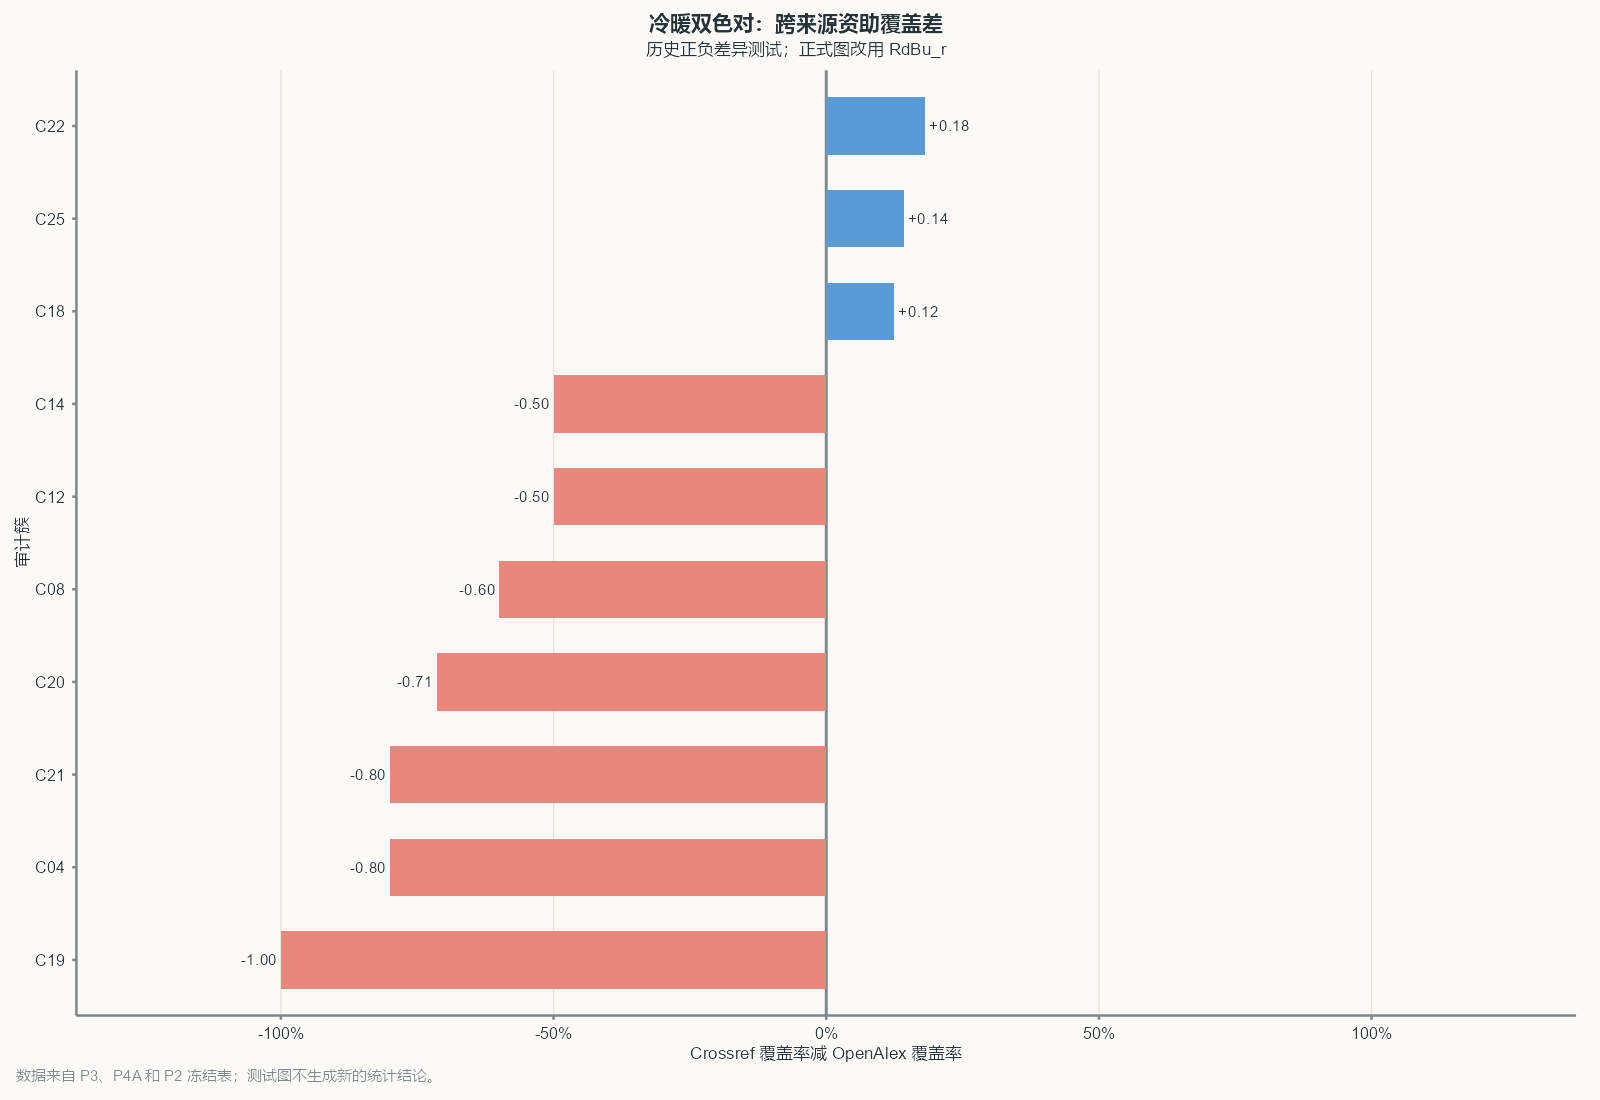 冷暖双色对：跨来源资助覆盖差
历史正负差异测试；正式图改用 RdBu_r
审计簇
C22
+0.18
C25
+0.14
C18
+0.12
C14
-0.50
C12
-0.50
C08
-0.60
C20
-0.71
C21
-0.80
C04
-0.80
C19
-1.00
-100%
-50%
0%
50%
100%
Crossref 覆盖率减 OpenAlex 覆盖率
数据来自 P3、P4A 和 P2 冻结表；测试图不生成新的统计结论。